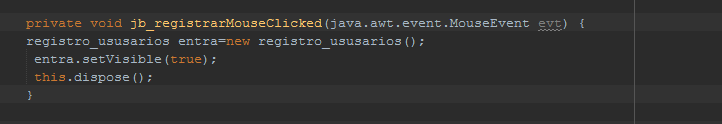 private void jb_registrarMouseClicked(java.awt.event.MouseEvent evt) {
registro_ususarios entra=new registro_ususarios();
entra.setVisible(true);
this.dispose();
}